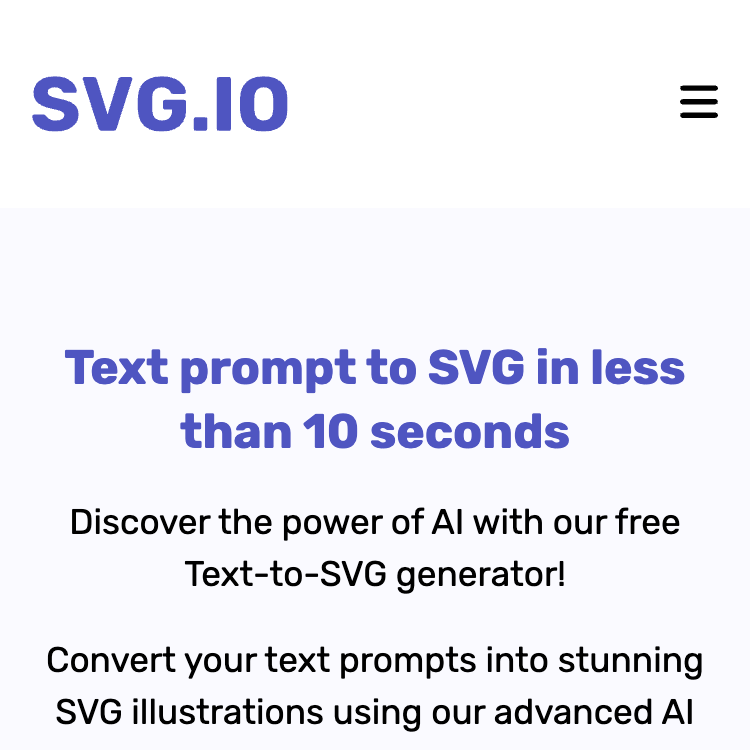 SVG.IO
Text prompt to SVG in less
than 10 seconds
Discover the power of AI with our free
Text-to-SVG generator!
Convert your text prompts into stunning
SVG illustrations using our advanced AI